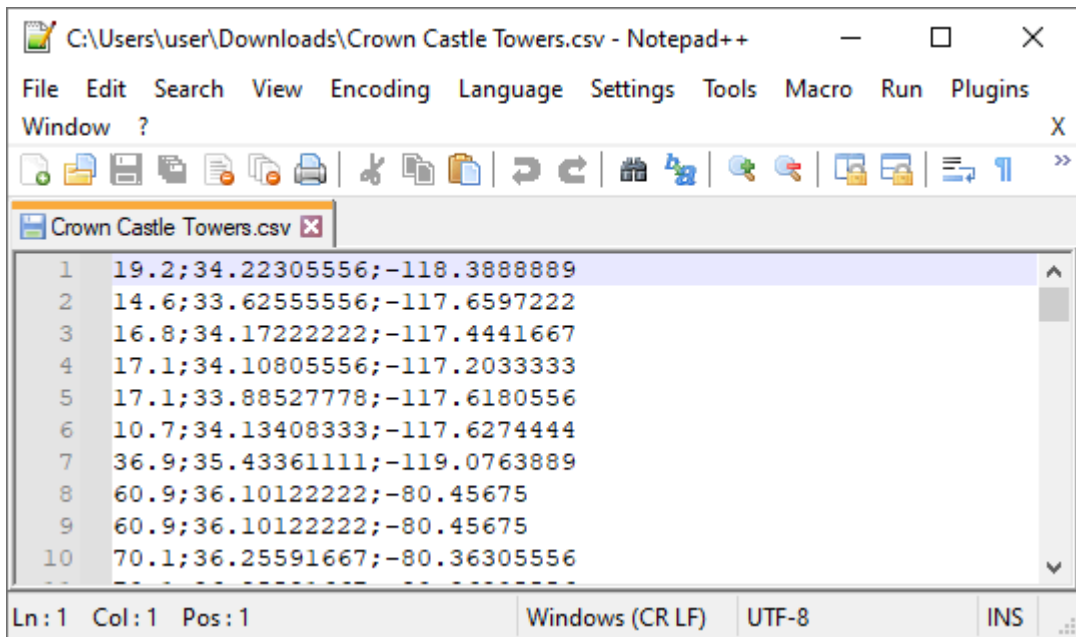 C:\Users\user\Downloads\Crown Castle Towers.csv - Notepad++
File Edit Search View Encoding Language Settings Tools Macro Run Plugins
Window ? X
Crown Castle Towers.csv
1 19.2;34.22305556;-118.3888889
2 14.6;33.62555556;-117.6597222
3 16.8;34.17222222;-117.4441667
4 17.1;34.10805556;-117.2033333
5 17.1;33.88527778;-117.6180556
6 10.7;34.13408333;-117.6274444
7 36.9;35.43361111;-119.0763889
8 60.9;36.10122222;-80.45675
9 60.9;36.10122222;-80.45675
10 70.1;36.25591667;-80.36305556
Ln:1 Col:1 Pos:1 Windows (CR LF) UTF-8 INS